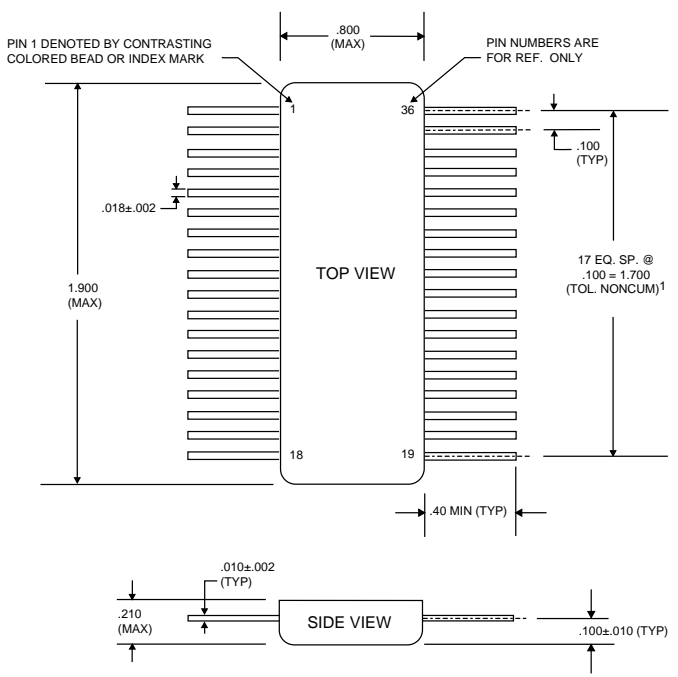 .800
(MAX)
PIN 1 DENOTED BY CONTRASTING
COLORED BEAD OR INDEX MARK
PIN NUMBERS ARE
FOR REF. ONLY
1
36
.100
(TYP)
.018±.002
TOP VIEW
17 EQ. SP. @
.100 = 1.700
(TOL. NONCUM)1
1.900
(MAX)
18
19
.40 MIN (TYP)
.010±.002
(TYP)
.210
(MAX)
SIDE VIEW
.100±.010 (TYP)